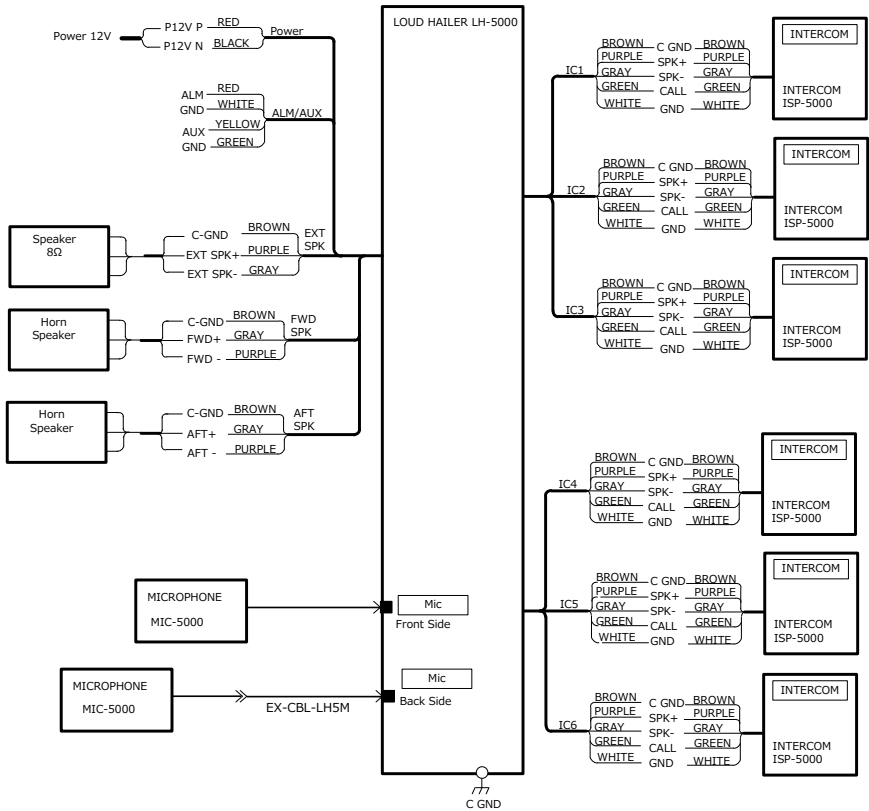 LOUD HAILER LH-5000
Power 12V
P12V P RED
P12V N BLACK
Power
ALM RED
GND WHITE
AUX YELLOW
GND GREEN
ALM/AUX
Speaker
8Ω
C-GND BROWN
EXT SPK+ PURPLE
EXT SPK- GRAY
EXT
SPK
Horn
Speaker
C-GND BROWN
FWD+ GRAY
FWD - PURPLE
FWD
SPK
Horn
Speaker
C-GND BROWN
AFT+ GRAY
AFT - PURPLE
AFT
SPK
MICROPHONE
MIC-5000
Mic
Front Side
MICROPHONE
MIC-5000
EX-CBL-LH5M
Mic
Back Side
C GND
IC1
BROWN C GND BROWN
PURPLE SPK+ PURPLE
GRAY SPK- GRAY
GREEN CALL GREEN
WHITE GND WHITE
INTERCOM
INTERCOM
ISP-5000
IC2
BROWN C GND BROWN
PURPLE SPK+ PURPLE
GRAY SPK- GRAY
GREEN CALL GREEN
WHITE GND WHITE
INTERCOM
INTERCOM
ISP-5000
IC3
BROWN C GND BROWN
PURPLE SPK+ PURPLE
GRAY SPK- GRAY
GREEN CALL GREEN
WHITE GND WHITE
INTERCOM
INTERCOM
ISP-5000
IC4
BROWN C GND BROWN
PURPLE SPK+ PURPLE
GRAY SPK- GRAY
GREEN CALL GREEN
WHITE GND WHITE
INTERCOM
INTERCOM
ISP-5000
IC5
BROWN C GND BROWN
PURPLE SPK+ PURPLE
GRAY SPK- GRAY
GREEN CALL GREEN
WHITE GND WHITE
INTERCOM
INTERCOM
ISP-5000
IC6
BROWN C GND BROWN
PURPLE SPK+ PURPLE
GRAY SPK- GRAY
GREEN CALL GREEN
WHITE GND WHITE
INTERCOM
INTERCOM
ISP-5000